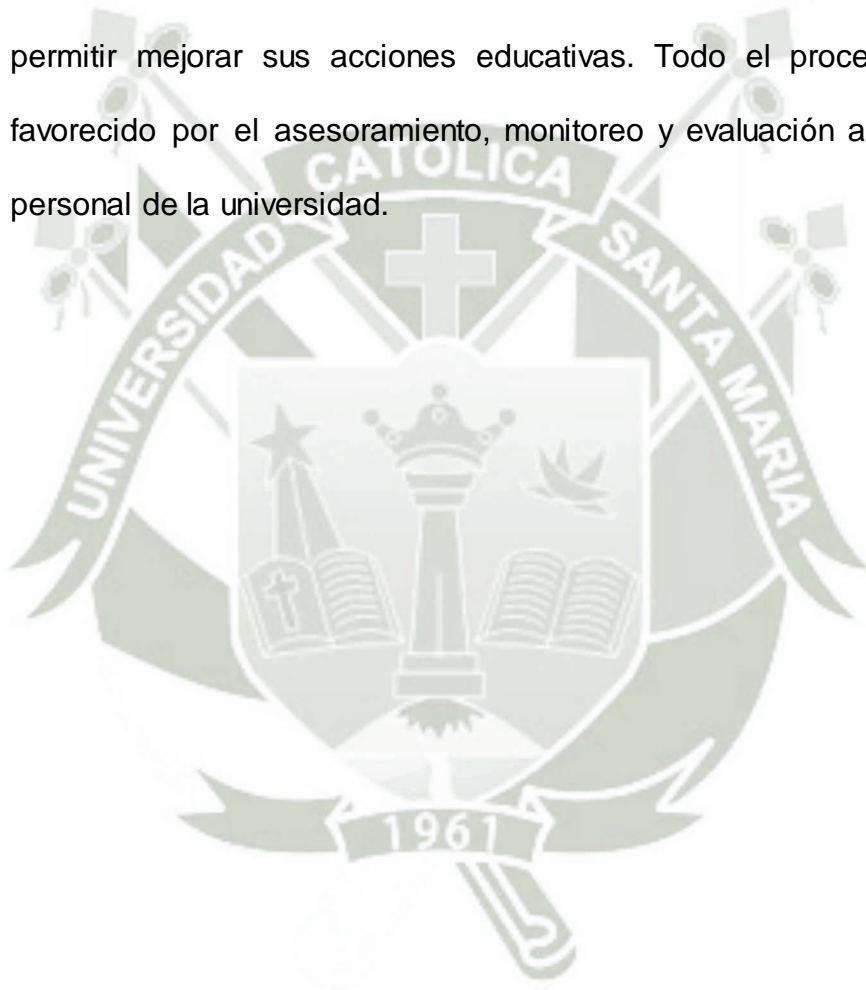 permitir mejorar sus acciones educativas. Todo el proce
favorecido por el asesoramiento, monitoreo y evaluación a
personal de la universidad.
UNIVERSIDAD CATOLICA SANTA MARIA
1961